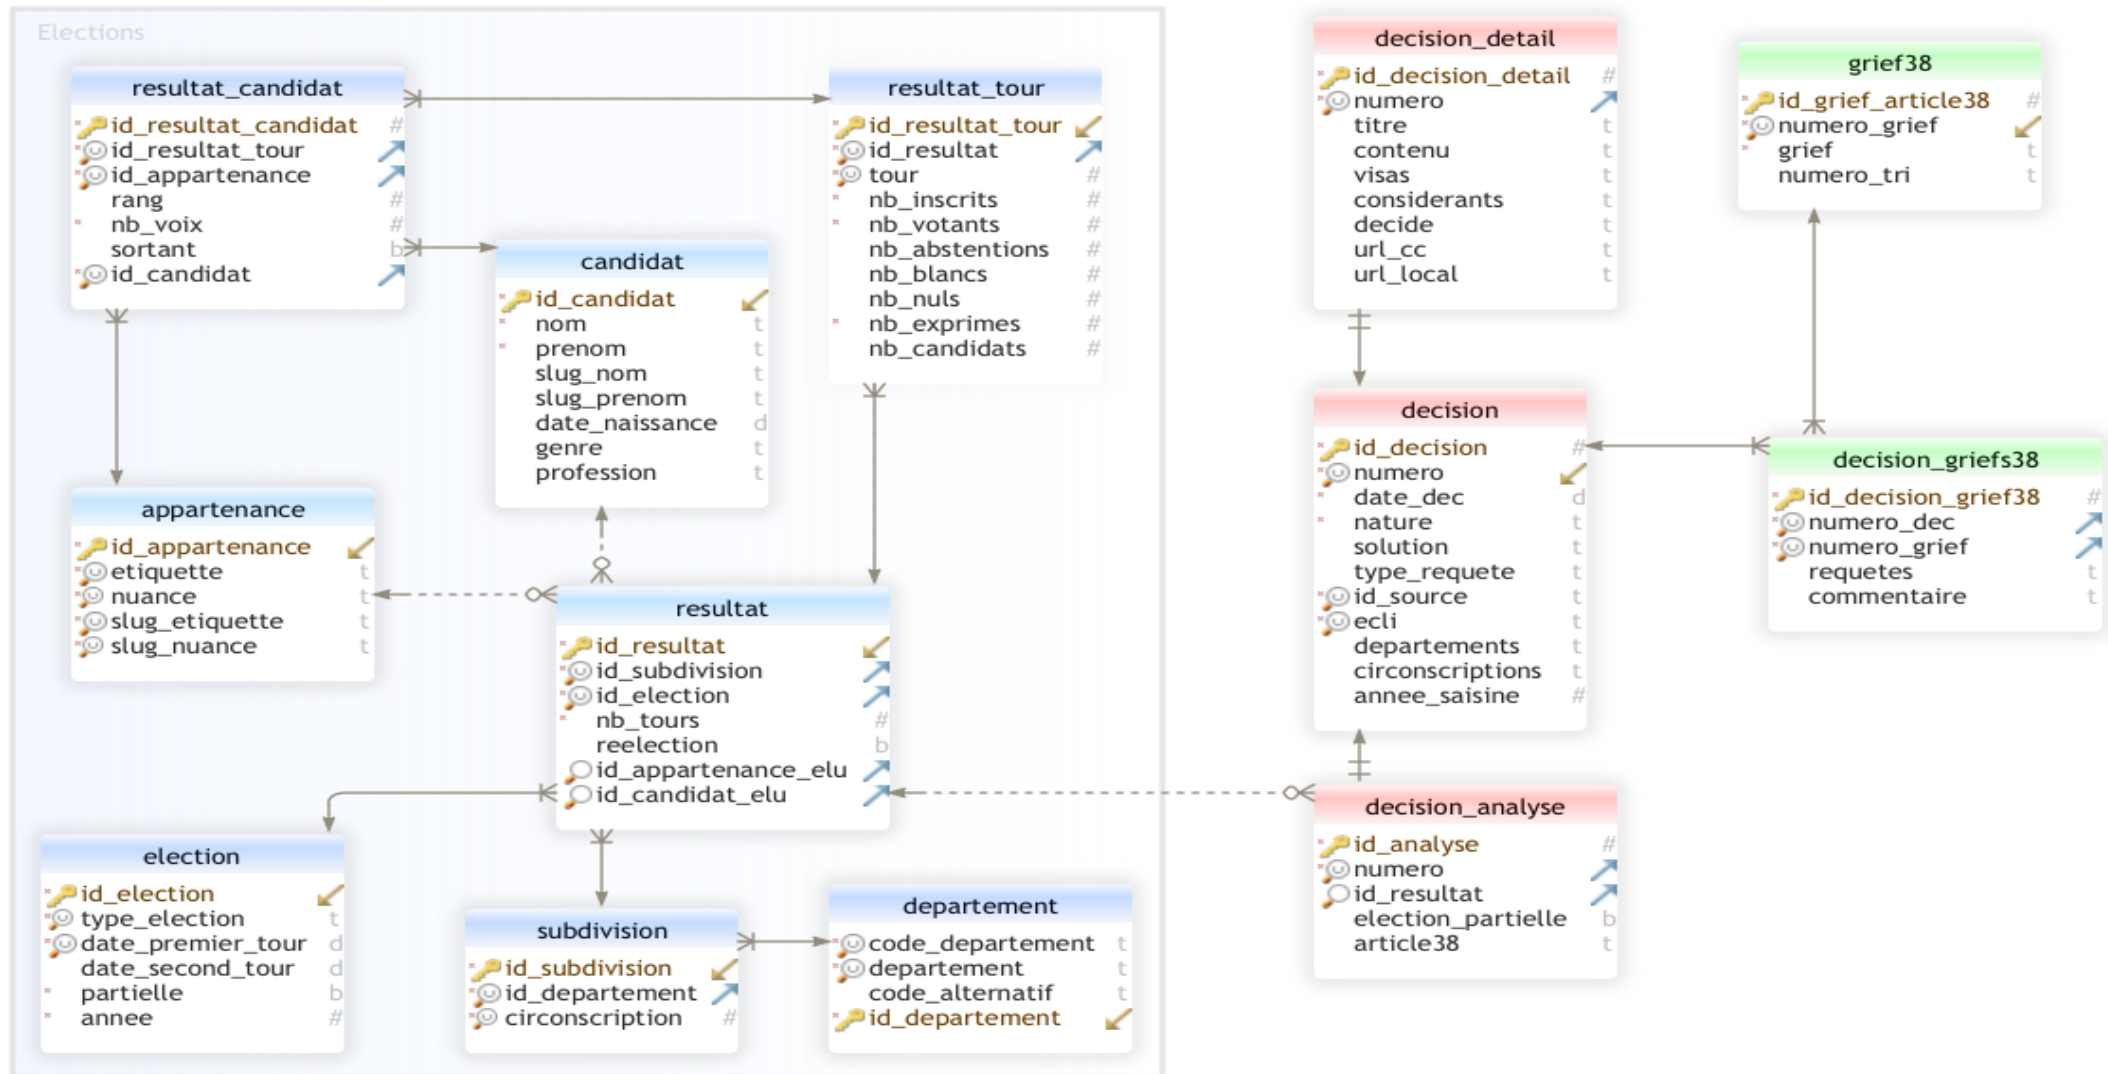 Elections
resultat_candidat
id_resultat_candidat #
id_resultat_tour
id_appartenance
rang #
nb_voix #
sortant b
id_candidat
resultat_tour
id_resultat_tour
id_resultat
tour #
nb_inscrits #
nb_votants #
nb_abstentions #
nb_blancs #
nb_nuls #
nb_exprimes #
nb_candidats #
candidat
id_candidat
nom t
prenom t
slug_nom t
slug_prenom t
date_naissance d
genre t
profession t
appartenance
id_appartenance
etiquette t
nuance t
slug_etiquette t
slug_nuance t
resultat
id_resultat
id_subdivision
id_election
nb_tours #
reelection b
id_appartenance_elu
id_candidat_elu
election
id_election
type_election t
date_premier_tour d
date_second_tour d
partielle b
annee #
subdivision
id_subdivision
id_departement
circonscription #
departement
code_departement t
departement t
code_alternatif t
id_departement
decision_detail
id_decision_detail #
numero
titre t
contenu t
visas t
considerants t
decide t
url_cc t
url_local t
grief38
id_grief_article38 #
numero_grief
grief t
numero_tri t
decision
id_decision #
numero
date_dec d
nature t
solution t
type_requete t
id_source t
ecli t
departements t
circonscriptions t
annee_saisine #
decision_griefs38
id_decision_grief38 #
numero_dec
numero_grief
requetes t
commentaire t
decision_analyse
id_analyse #
numero
id_resultat
election_partielle b
article38 t